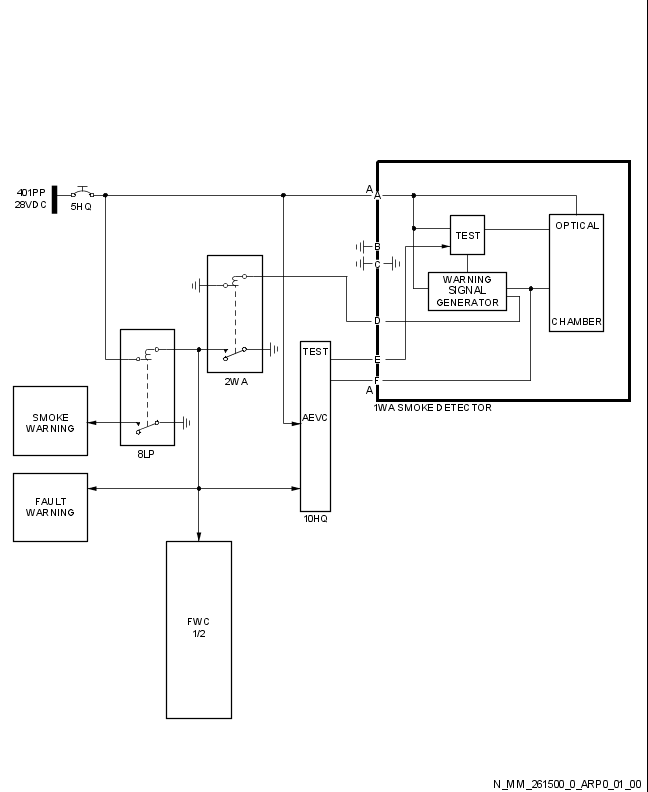 401PP
28VDC
5HQ
A
A
B
C
D
E
F
A
TEST
OPTICAL
CHAMBER
WARNING
SIGNAL
GENERATOR
1WA SMOKE DETECTOR
2WA
TEST
AEVC
10HQ
8LP
SMOKE
WARNING
FAULT
WARNING
FWC
1/2
N_MM_261500_0_ARP0_01_00